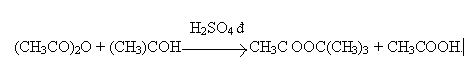 H2SO4 đ
(CH3CO)2O + (CH3)COH ⟶ CH3C OOC(CH3)3 + CH3COOH.